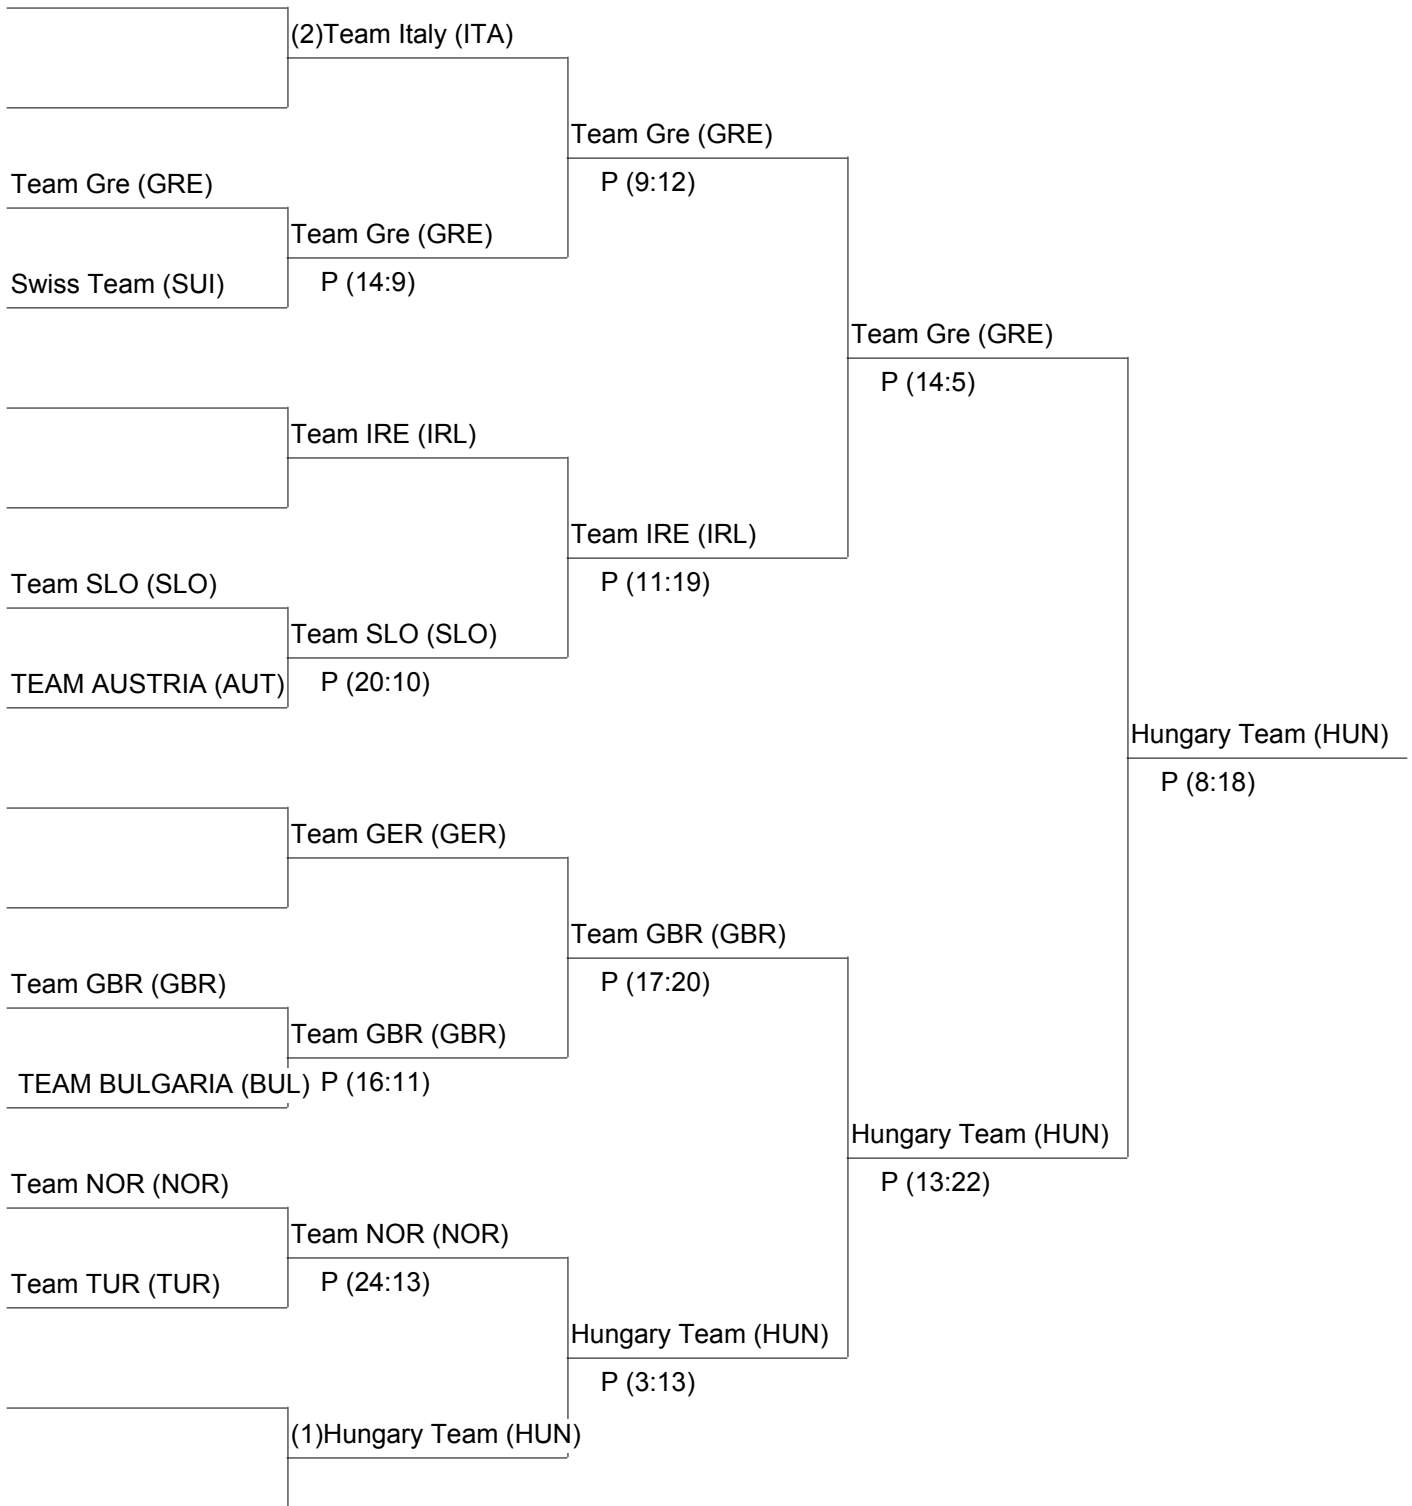 (2)Team Italy (ITA)
Team Gre (GRE)
P (9:12)
Team Gre (GRE)
Team Gre (GRE)
Swiss Team (SUI)
P (14:9)
Team Gre (GRE)
P (14:5)
Team IRE (IRL)
Team IRE (IRL)
P (11:19)
Team SLO (SLO)
Team SLO (SLO)
TEAM AUSTRIA (AUT)
P (20:10)
Hungary Team (HUN)
P (8:18)
Team GER (GER)
Team GBR (GBR)
P (17:20)
Team GBR (GBR)
Team GBR (GBR)
TEAM BULGARIA (BUL)
P (16:11)
Hungary Team (HUN)
P (13:22)
Team NOR (NOR)
Team NOR (NOR)
Team TUR (TUR)
P (24:13)
Hungary Team (HUN)
P (3:13)
(1)Hungary Team (HUN)